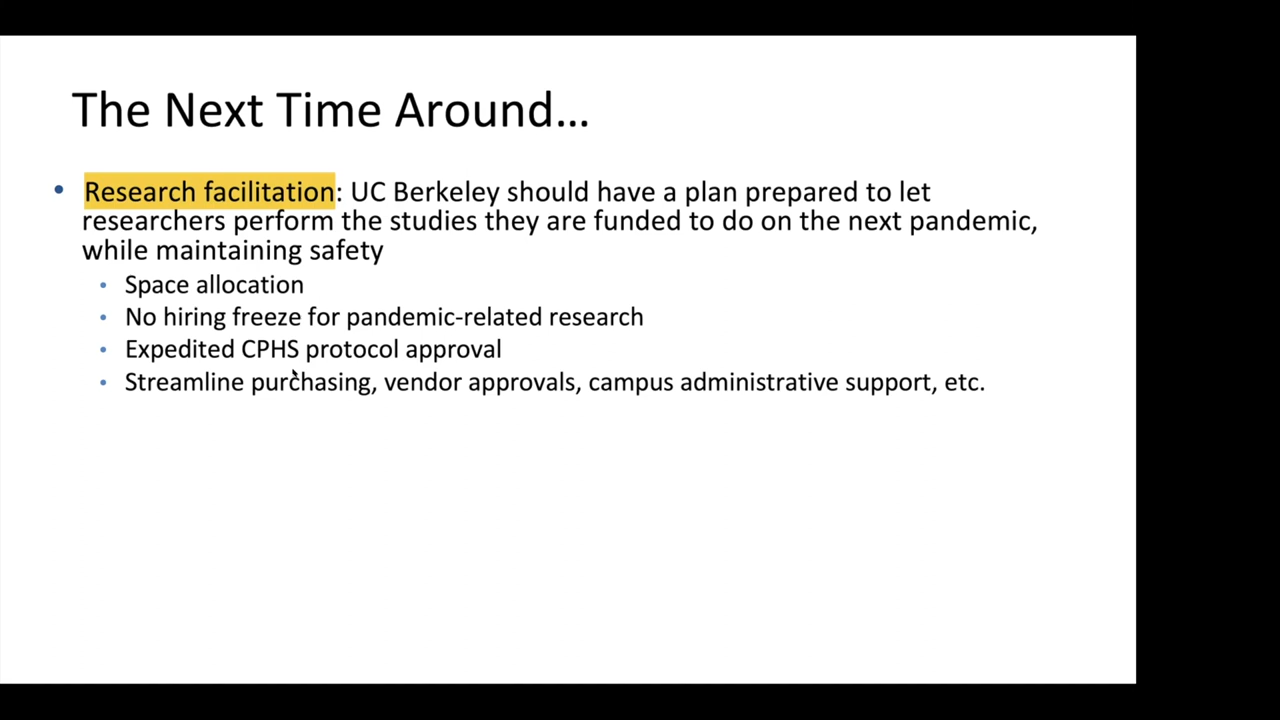 The Next Time Around...
• Research facilitation: UC Berkeley should have a plan prepared to let
researchers perform the studies they are funded to do on the next pandemic,
while maintaining safety
• Space allocation
• No hiring freeze for pandemic-related research
• Expedited CPHS protocol approval
• Streamline purchasing, vendor approvals, campus administrative support, etc.